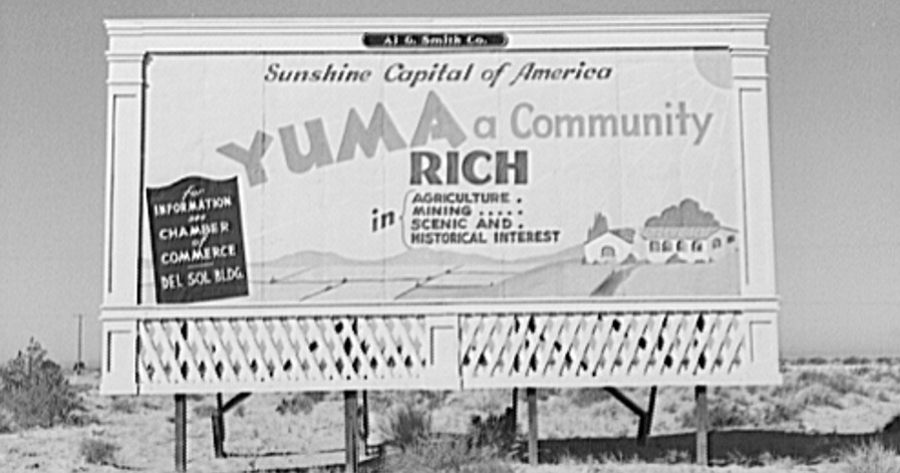 Al G. Smith Co.
Sunshine Capital of America
YUMA a Community
RICH
in
AGRICULTURE .
MINING .....
SCENIC AND .
HISTORICAL INTEREST
for
INFORMATION
see
CHAMBER
of
COMMERCE
DEL SOL BLDG.